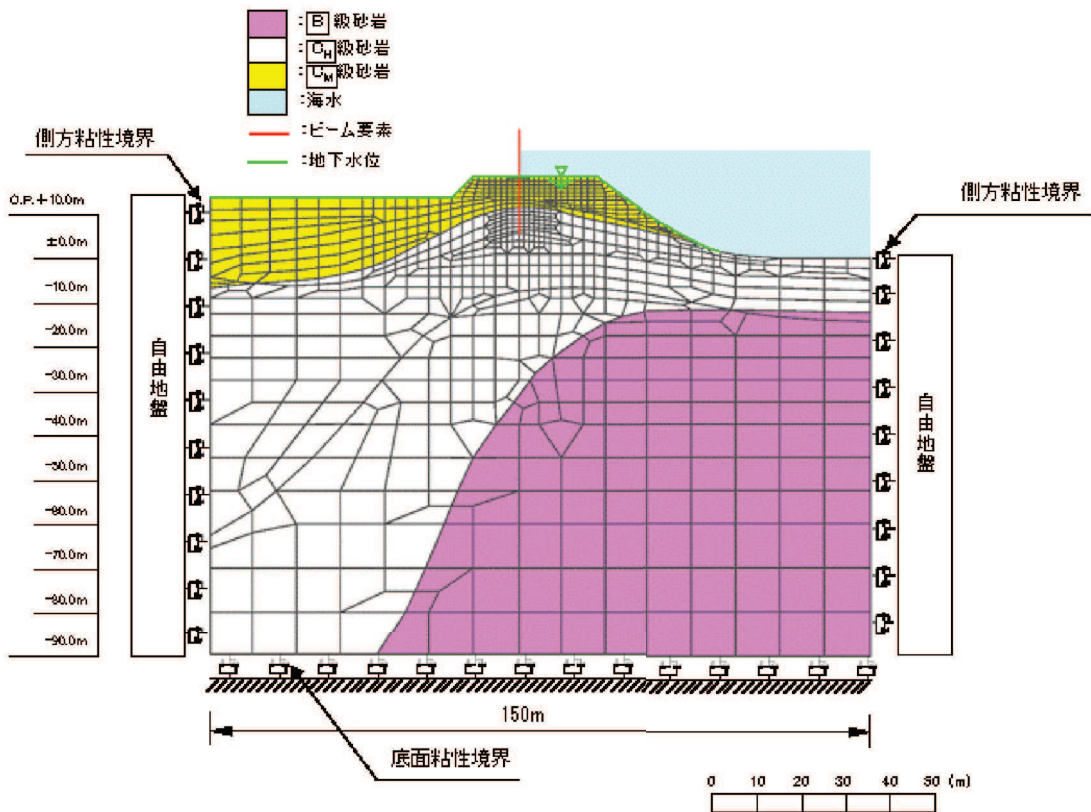 :B級砂岩
:CH級砂岩
:CM級砂岩
:海水
:ビーム要素
:地下水位
側方粘性境界
側方粘性境界
O.P.+10.0m
±0.0m
-10.0m
-20.0m
-30.0m
-40.0m
-50.0m
-60.0m
-70.0m
-80.0m
-90.0m
自由地盤
自由地盤
150m
底面粘性境界
0 10 20 30 40 50 (m)